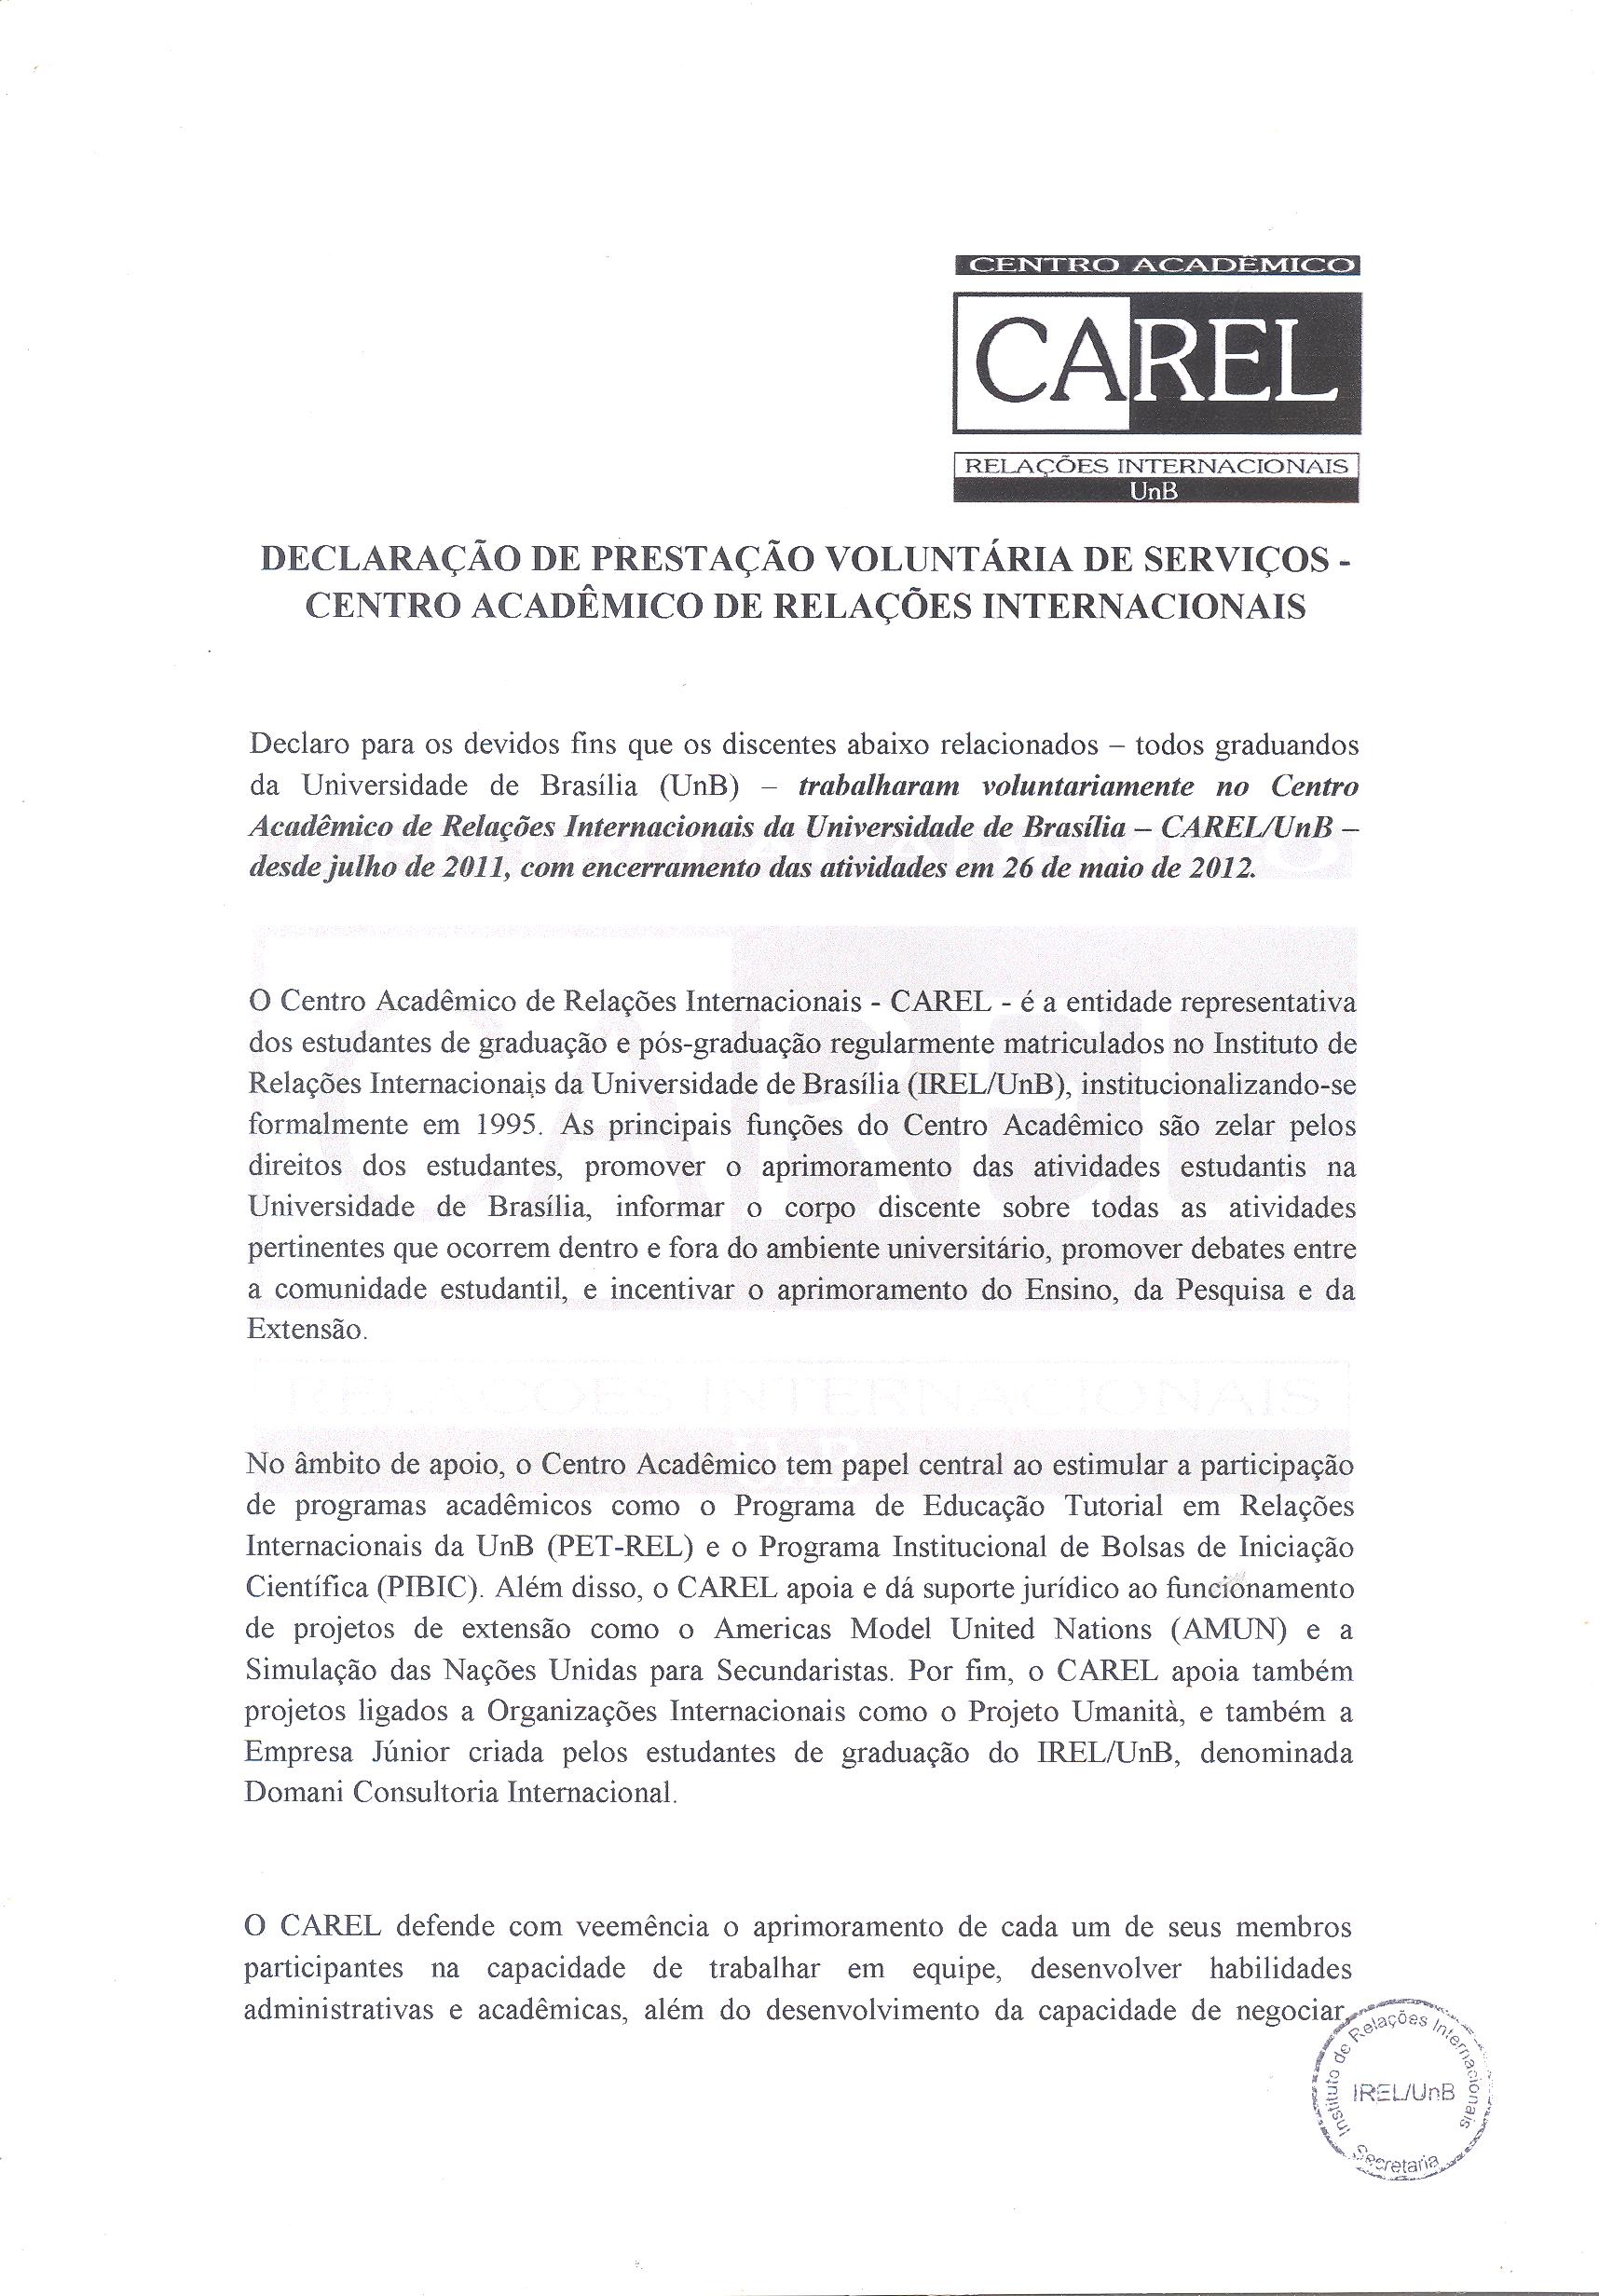 CENTRO ACADÊMICO
CAREL
RELAÇÕES INTERNACIONAIS
UnB
DECLARAÇÃO DE PRESTAÇÃO VOLUNTÁRIA DE SERVIÇOS -
CENTRO ACADÊMICO DE RELAÇÕES INTERNACIONAIS
Declaro para os devidos fins que os discentes abaixo relacionados – todos graduandos
da Universidade de Brasília (UnB) – trabalharam voluntariamente no Centro
Acadêmico de Relações Internacionais da Universidade de Brasília – CAREL/UnB –
desde julho de 2011, com encerramento das atividades em 26 de maio de 2012.
O Centro Acadêmico de Relações Internacionais - CAREL - é a entidade representativa
dos estudantes de graduação e pós-graduação regularmente matriculados no Instituto de
Relações Internacionais da Universidade de Brasília (IREL/UnB), institucionalizando-se
formalmente em 1995. As principais funções do Centro Acadêmico são zelar pelos
direitos dos estudantes, promover o aprimoramento das atividades estudantis na
Universidade de Brasília, informar o corpo discente sobre todas as atividades
pertinentes que ocorrem dentro e fora do ambiente universitário, promover debates entre
a comunidade estudantil, e incentivar o aprimoramento do Ensino, da Pesquisa e da
Extensão.
No âmbito de apoio, o Centro Acadêmico tem papel central ao estimular a participação
de programas acadêmicos como o Programa de Educação Tutorial em Relações
Internacionais da UnB (PET-REL) e o Programa Institucional de Bolsas de Iniciação
Científica (PIBIC). Além disso, o CAREL apoia e dá suporte jurídico ao funcionamento
de projetos de extensão como o Americas Model United Nations (AMUN) e a
Simulação das Nações Unidas para Secundaristas. Por fim, o CAREL apoia também
projetos ligados a Organizações Internacionais como o Projeto Umanità, e também a
Empresa Júnior criada pelos estudantes de graduação do IREL/UnB, denominada
Domani Consultoria Internacional.
O CAREL defende com veemência o aprimoramento de cada um de seus membros
participantes na capacidade de trabalhar em equipe, desenvolver habilidades
administrativas e acadêmicas, além do desenvolvimento da capacidade de negociar,
Instituto de Relações Internacionais
IREL/UnB
Secretaria